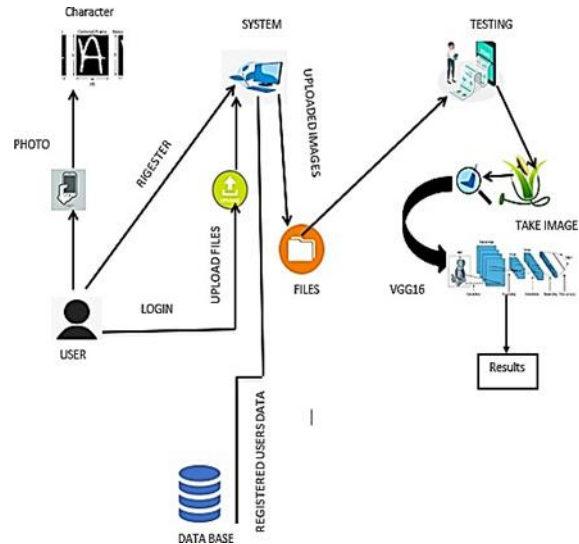 Character
SYSTEM
TESTING
PHOTO
RIGESTER
UPLOADED IMAGES
UPLOAD FILES
TAKE IMAGE
FILES
VGG16
LOGIN
USER
Results
REGISTERED USERS DATA
DATA BASE